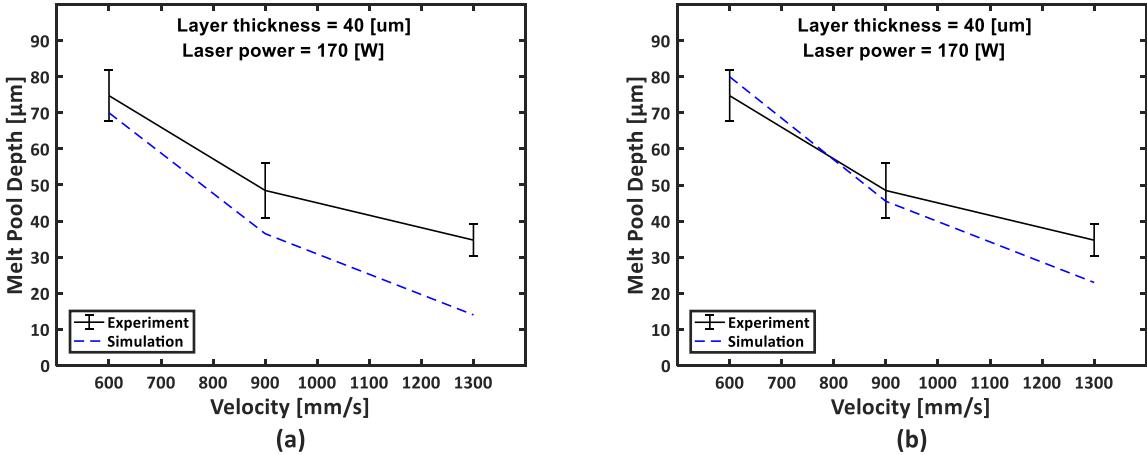 Layer thickness = 40 [um]
Laser power = 170 [W]
Melt Pool Depth [µm]
90
80
70
60
50
40
30
20
10
0
Experiment
Simulation
600 700 800 900 1000 1100 1200 1300
Velocity [mm/s]
(a)
Layer thickness = 40 [um]
Laser power = 170 [W]
Melt Pool Depth [µm]
90
80
70
60
50
40
30
20
10
0
Experiment
Simulation
600 700 800 900 1000 1100 1200 1300
Velocity [mm/s]
(b)